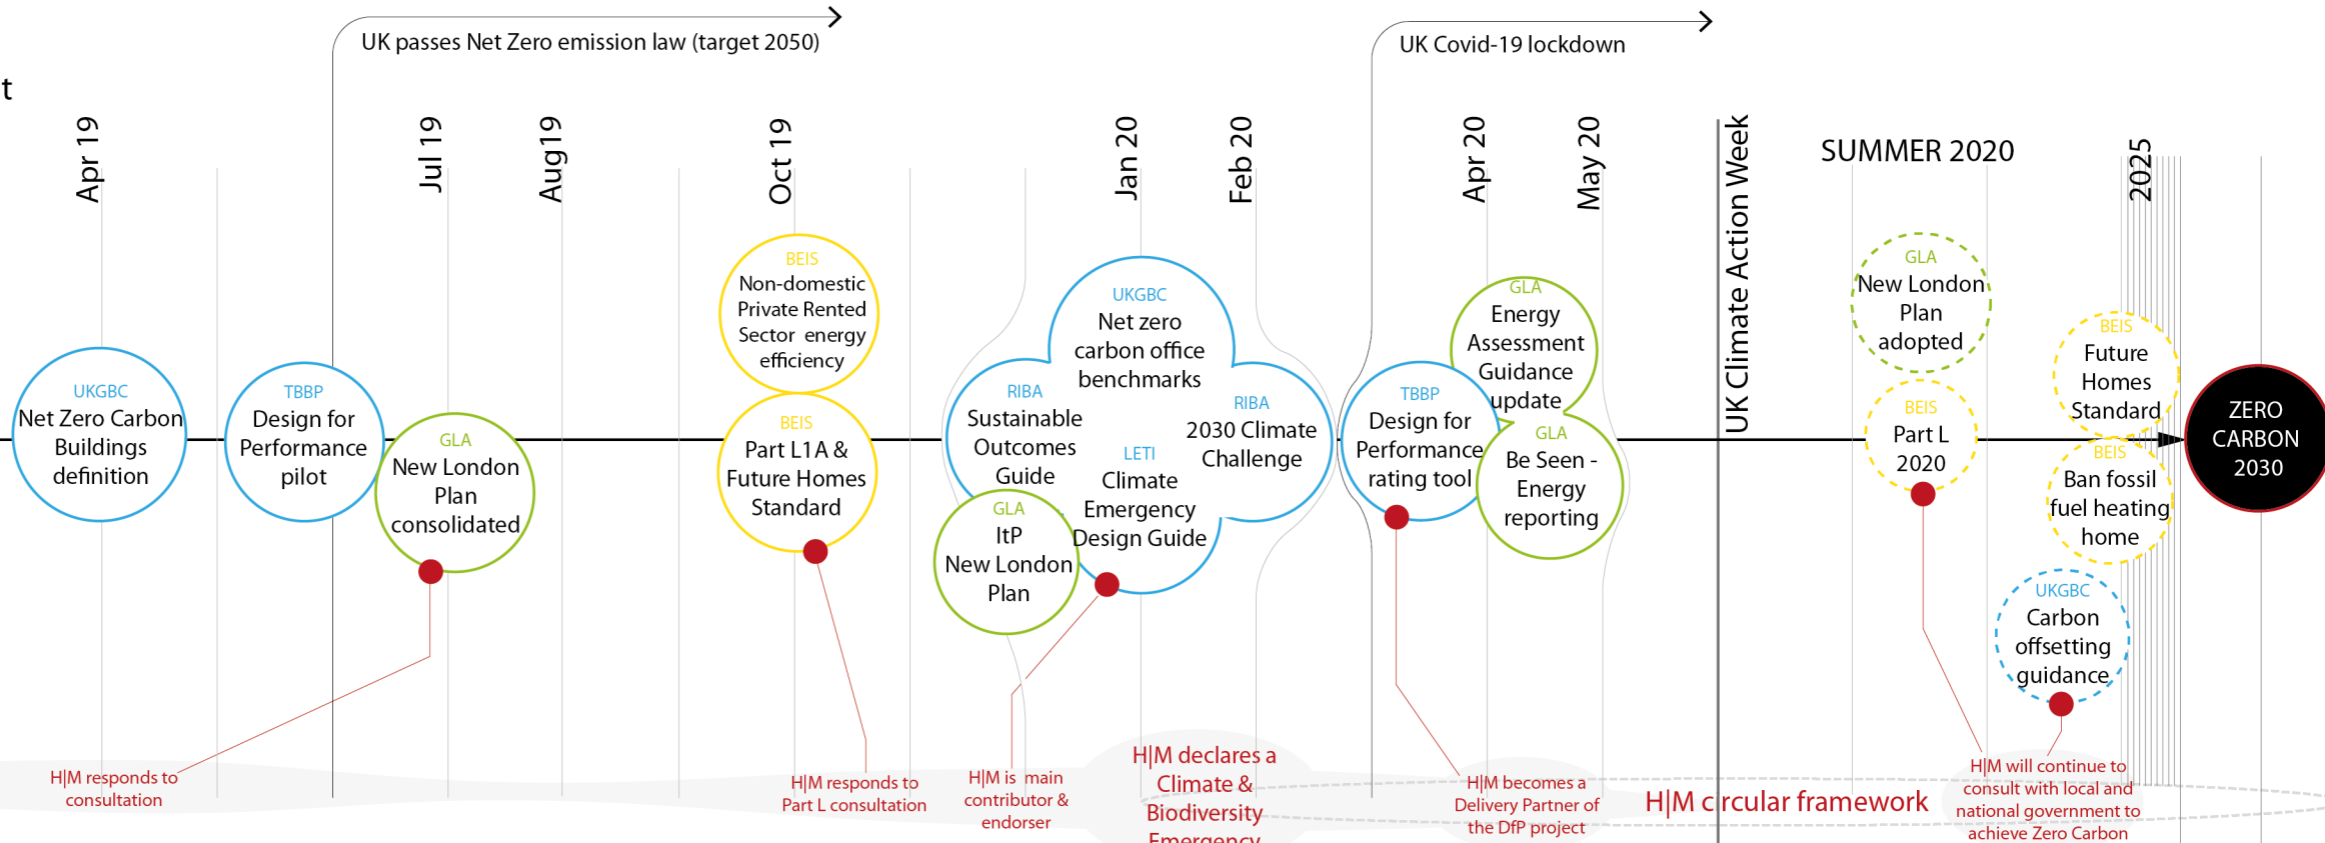 UK passes Net Zero emission law (target 2050)
UK Covid-19 lockdown
t
Apr 19
Jul 19
Aug19
Oct 19
Jan 20
Feb 20
Apr 20
May 20
UK Climate Action Week
SUMMER 2020
2025
UKGBC
Net Zero Carbon
Buildings
definition
TBBP
Design for
Performance
pilot
GLA
New London
Plan
consolidated
BEIS
Non-domestic
Private Rented
Sector energy
efficiency
BEIS
Part L1A &
Future Homes
Standard
RIBA
Sustainable
Outcomes
Guide
GLA
ItP
New London
Plan
UKGBC
Net zero
carbon office
benchmarks
LETI
Climate
Emergency
Design Guide
RIBA
2030 Climate
Challenge
TBBP
Design for
Performance
rating tool
GLA
Energy
Assessment
Guidance
update
GLA
Be Seen -
Energy
reporting
GLA
New London
Plan
adopted
BEIS
Part L
2020
BEIS
Future
Homes
Standard
BEIS
Ban fossil
fuel heating
home
UKGBC
Carbon
offsetting
guidance
ZERO
CARBON
2030
H|M responds to
consultation
H|M responds to
Part L consultation
H|M is main
contributor &
endorser
H|M declares a
Climate &
Biodiversity
Emergency
H|M becomes a
Delivery Partner of
the DfP project
H|M circular framework
H|M will continue to
consult with local and
national government to
achieve Zero Carbon